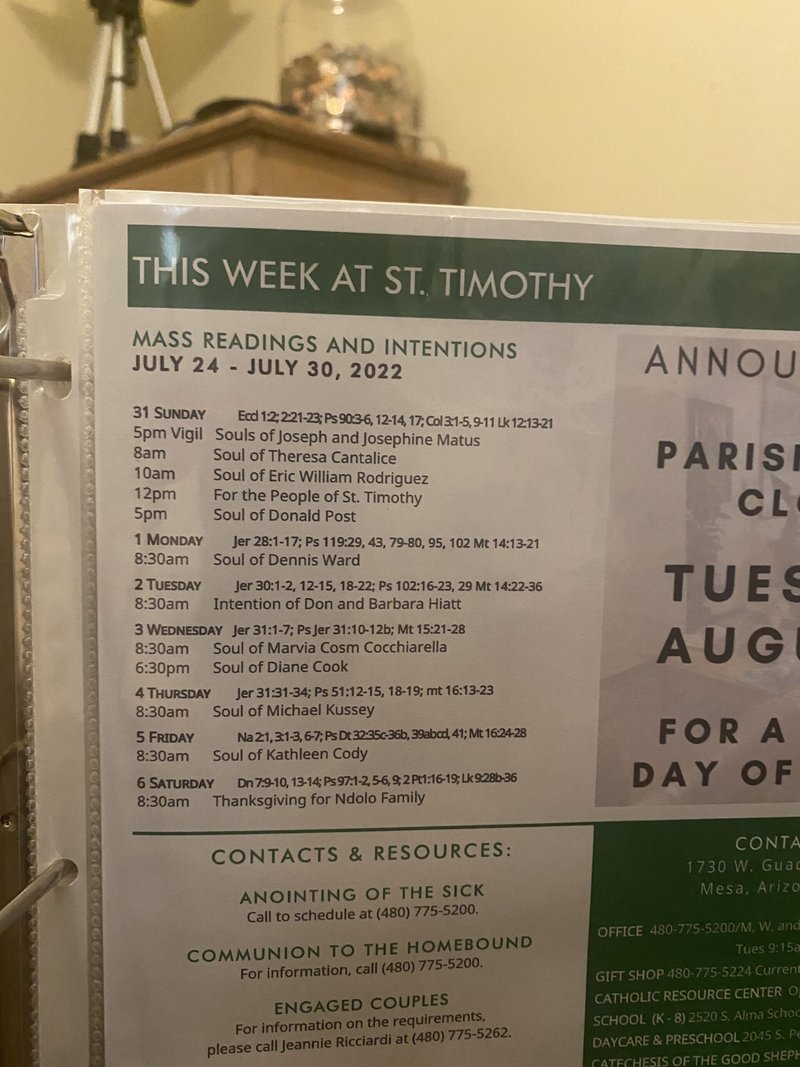 THIS WEEK AT ST. TIMOTHY
MASS READINGS AND INTENTIONS
JULY 24 - JULY 30, 2022
31 SUNDAY Ecd 1:2; 2:21-23; Ps 90:3-6, 12-14, 17; Col 3:1-5, 9-11 Lk 12:13-21
5pm Vigil Souls of Joseph and Josephine Matus
8am Soul of Theresa Cantalice
10am Soul of Eric William Rodriguez
12pm For the People of St. Timothy
5pm Soul of Donald Post
1 MONDAY Jer 28:1-17; Ps 119:29, 43, 79-80, 95, 102 Mt 14:13-21
8:30am Soul of Dennis Ward
2 TUESDAY Jer 30:1-2, 12-15, 18-22; Ps 102:16-23, 29 Mt 14:22-36
8:30am Intention of Don and Barbara Hiatt
3 WEDNESDAY Jer 31:1-7; Ps Jer 31:10-12b; Mt 15:21-28
8:30am Soul of Marvia Cosm Cocchiarella
6:30pm Soul of Diane Cook
4 THURSDAY Jer 31:31-34; Ps 51:12-15, 18-19; mt 16:13-23
8:30am Soul of Michael Kussey
5 FRIDAY Na 2:1, 3:1-3, 6-7; Ps Dt 32:35c-36b, 39abcd, 41; Mt 16:24-28
8:30am Soul of Kathleen Cody
6 SATURDAY Dn 7:9-10, 13-14; Ps 97:1-2, 5-6, 9; 2 Pt1:16-19; Lk 9:28b-36
8:30am Thanksgiving for Ndolo Family
ANNOU
PARIS
CL
TUES
AUGU
FOR A
DAY OF
CONTACTS & RESOURCES:
ANOINTING OF THE SICK
Call to schedule at (480) 775-5200.
COMMUNION TO THE HOMEBOUND
For information, call (480) 775-5200.
ENGAGED COUPLES
For information on the requirements,
please call Jeannie Ricciardi at (480) 775-5262.
CONTA
1730 W. Guad
Mesa, Arizo
OFFICE 480-775-5200/M, W, and
Tues 9:15a
GIFT SHOP 480-775-5224 Current
CATHOLIC RESOURCE CENTER
SCHOOL (K - 8) 2520 S. Alma Schoo
DAYCARE & PRESCHOOL 2045 S. Pe
CATECHESIS OF THE GOOD SHEPH